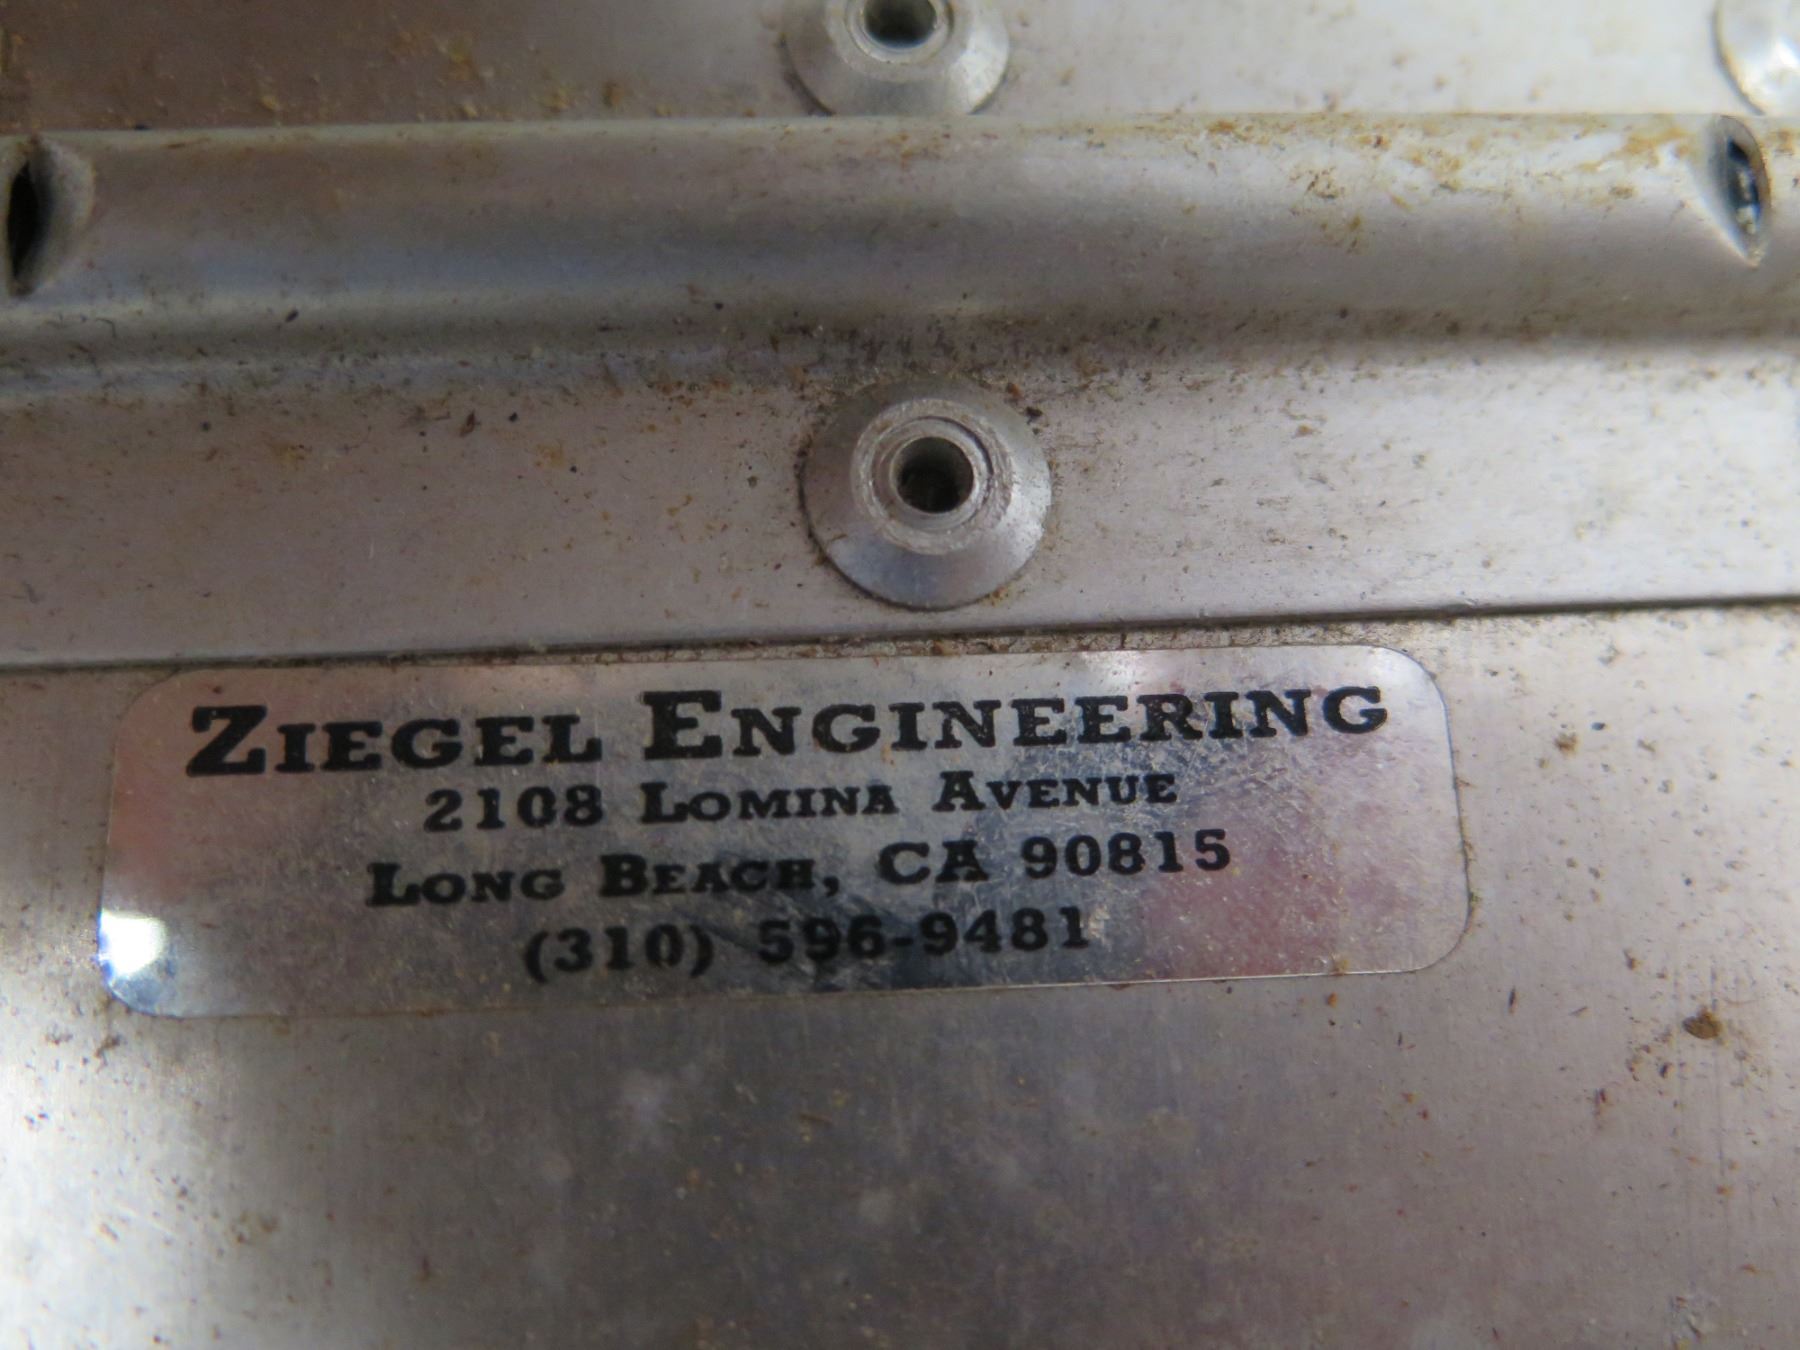 ZIEGEL ENGINEERING
2108 LOMINA AVENUE
LONG BEACH, CA 90815
(310) 596-9481